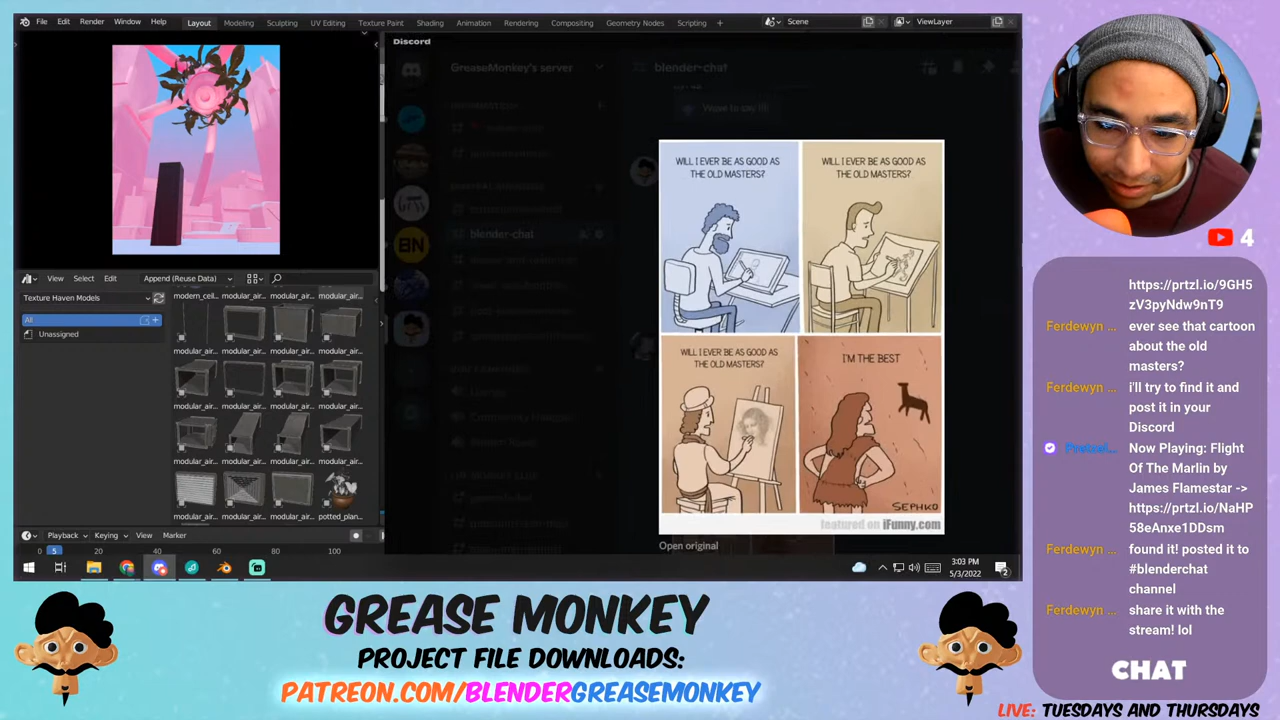 File Edit Render Window Help
Layout Modeling Sculpting UV Editing Texture Paint Shading Animation Rendering Compositing Geometry Nodes Scripting +
Scene
ViewLayer
Discord
GreaseMonkey's server
blender-chat
blender-chat
WILL I EVER BE AS GOOD AS
THE OLD MASTERS?
WILL I EVER BE AS GOOD AS
THE OLD MASTERS?
WILL I EVER BE AS GOOD AS
THE OLD MASTERS?
I'M THE BEST
SEPHKO
featured on iFunny.com
Open original
BN
View Select Edit
Append (Reuse Data)
Texture Haven Models
All
Unassigned
modern_ceil... modular_air... modular_air... modular_air...
modular_air... modular_air... modular_air... modular_air...
modular_air... modular_air... modular_air... modular_air...
modular_air... modular_air... modular_air... modular_air...
modular_air... modular_air... modular_air... potted_plan...
Playback Keying View Marker
0 5 20 40 60 80 100
3:03 PM
5/3/2022
2
4
https://prtzl.io/9GH5
zV3pyNdw9nT9
Ferdewyn ... ever see that cartoon
about the old
masters?
Ferdewyn ... i'll try to find it and
post it in your
Discord
Pretzel... Now Playing: Flight
Of The Marlin by
James Flamestar ->
https://prtzl.io/NaHP
58eAnxe1DDsm
Ferdewyn ... found it! posted it to
#blenderchat
channel
Ferdewyn ... share it with the
stream! lol
CHAT
GREASE MONKEY
PROJECT FILE DOWNLOADS:
PATREON.COM/BLENDERGREASEMONKEY
LIVE: TUESDAYS AND THURSDAYS